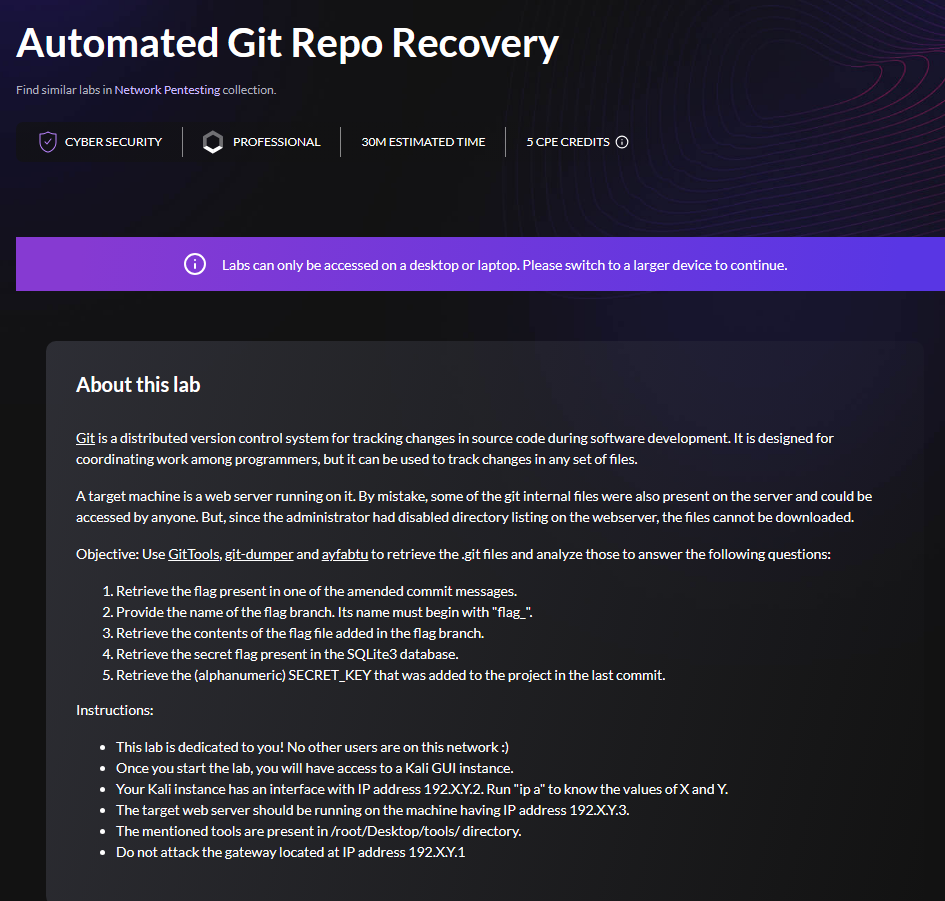 Automated Git Repo Recovery
Find similar labs in Network Pentesting collection.
CYBER SECURITY
PROFESSIONAL
30M ESTIMATED TIME
5 CPE CREDITS
Labs can only be accessed on a desktop or laptop. Please switch to a larger device to continue.
About this lab
Git is a distributed version control system for tracking changes in source code during software development. It is designed for
coordinating work among programmers, but it can be used to track changes in any set of files.
A target machine is a web server running on it. By mistake, some of the git internal files were also present on the server and could be
accessed by anyone. But, since the administrator had disabled directory listing on the webserver, the files cannot be downloaded.
Objective: Use GitTools, git-dumper and ayfabtu to retrieve the .git files and analyze those to answer the following questions:
1. Retrieve the flag present in one of the amended commit messages.
2. Provide the name of the flag branch. Its name must begin with "flag_".
3. Retrieve the contents of the flag file added in the flag branch.
4. Retrieve the secret flag present in the SQLite3 database.
5. Retrieve the (alphanumeric) SECRET_KEY that was added to the project in the last commit.
Instructions:
• This lab is dedicated to you! No other users are on this network :)
• Once you start the lab, you will have access to a Kali GUI instance.
• Your Kali instance has an interface with IP address 192.X.Y.2. Run "ip a" to know the values of X and Y.
• The target web server should be running on the machine having IP address 192.X.Y.3.
• The mentioned tools are present in /root/Desktop/tools/ directory.
• Do not attack the gateway located at IP address 192.X.Y.1